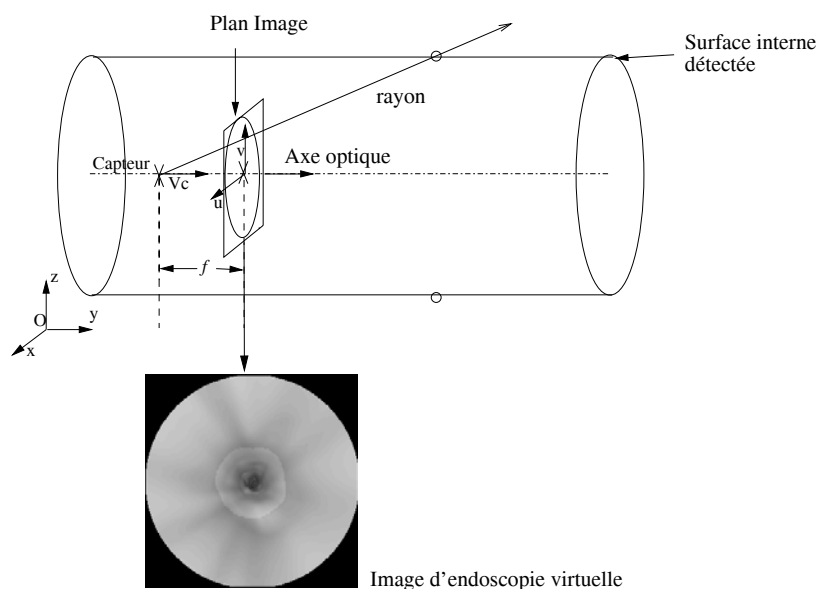 Plan Image
Surface interne
détectée
rayon
v
Capteur
Axe optique
Vc
u
f
z
O
y
x
Image d'endoscopie virtuelle